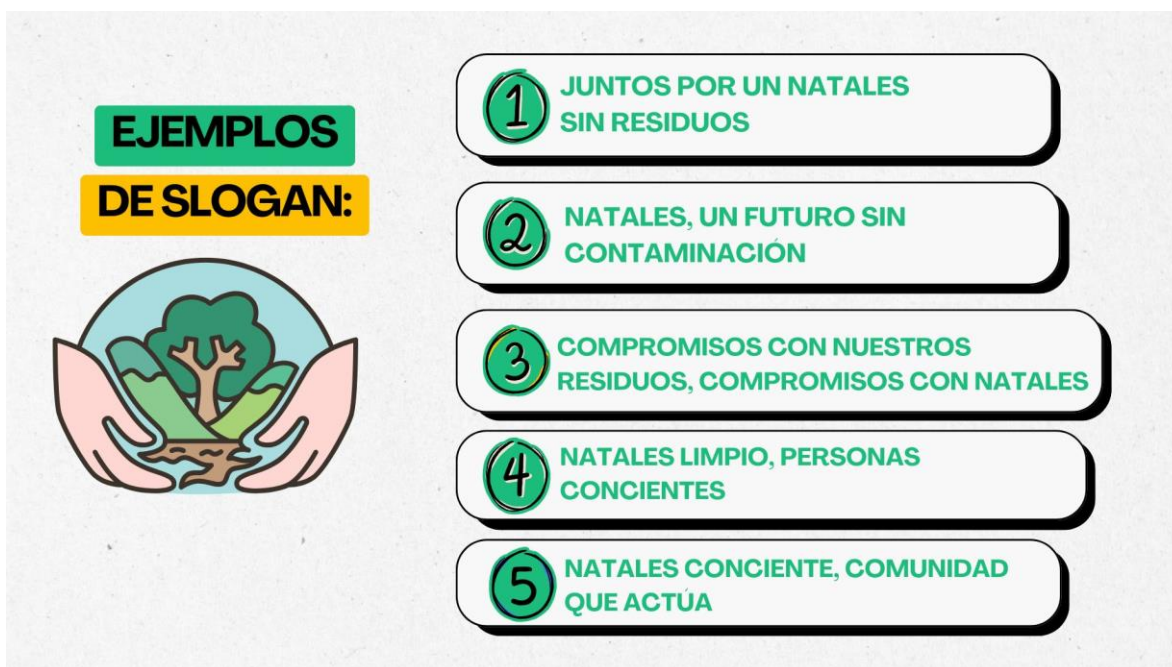 EJEMPLOS
DE SLOGAN:
1
JUNTOS POR UN NATALES
SIN RESIDUOS
2
NATALES, UN FUTURO SIN
CONTAMINACIÓN
3
COMPROMISOS CON NUESTROS
RESIDUOS, COMPROMISOS CON NATALES
4
NATALES LIMPIO, PERSONAS
CONCIENTES
5
NATALES CONCIENTE, COMUNIDAD
QUE ACTÚA